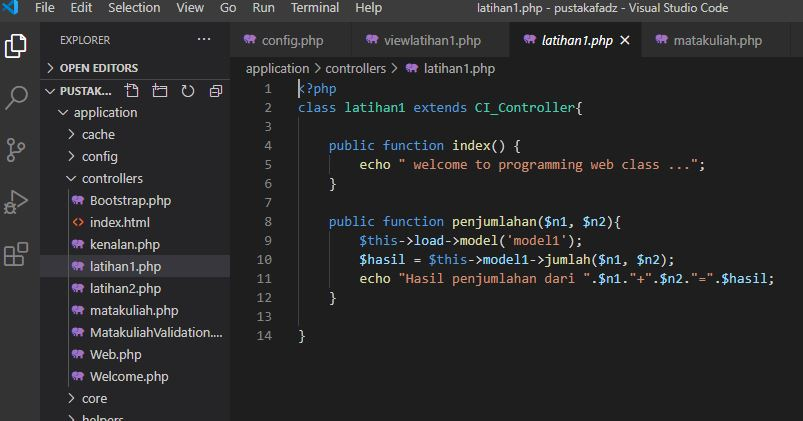 File Edit Selection View Go Run Terminal Help latihan1.php - pustakafadz - Visual Studio Code
EXPLORER ...
OPEN EDITORS
PUSTAK...
application
cache
config
controllers
Bootstrap.php
index.html
kenalan.php
latihan1.php
latihan2.php
matakuliah.php
MatakuliahValidation....
Web.php
Welcome.php
core
helpers
config.php viewlatihan1.php latihan1.php matakuliah.php
application > controllers > latihan1.php
1 <?php
2 class latihan1 extends CI_Controller{
3
4 public function index() {
5 echo " welcome to programming web class ...";
6 }
7
8 public function penjumlahan($n1, $n2){
9 $this->load->model('model1');
10 $hasil = $this->model1->jumlah($n1, $n2);
11 echo "Hasil penjumlahan dari ".$n1."+".$n2."=".$hasil;
12 }
13
14 }